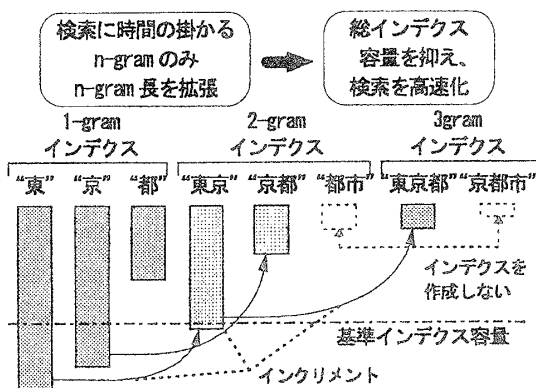 検索に時間の掛かる
n-gramのみ
n-gram長を拡張
総インデクス
容量を抑え、
検索を高速化
1-gram
インデクス
2-gram
インデクス
3gram
インデクス
“東” “京” “都” “東京” “京都” “都市” “東京都” “京都市”
インデクスを
作成しない
基準インデクス容量
インクリメント